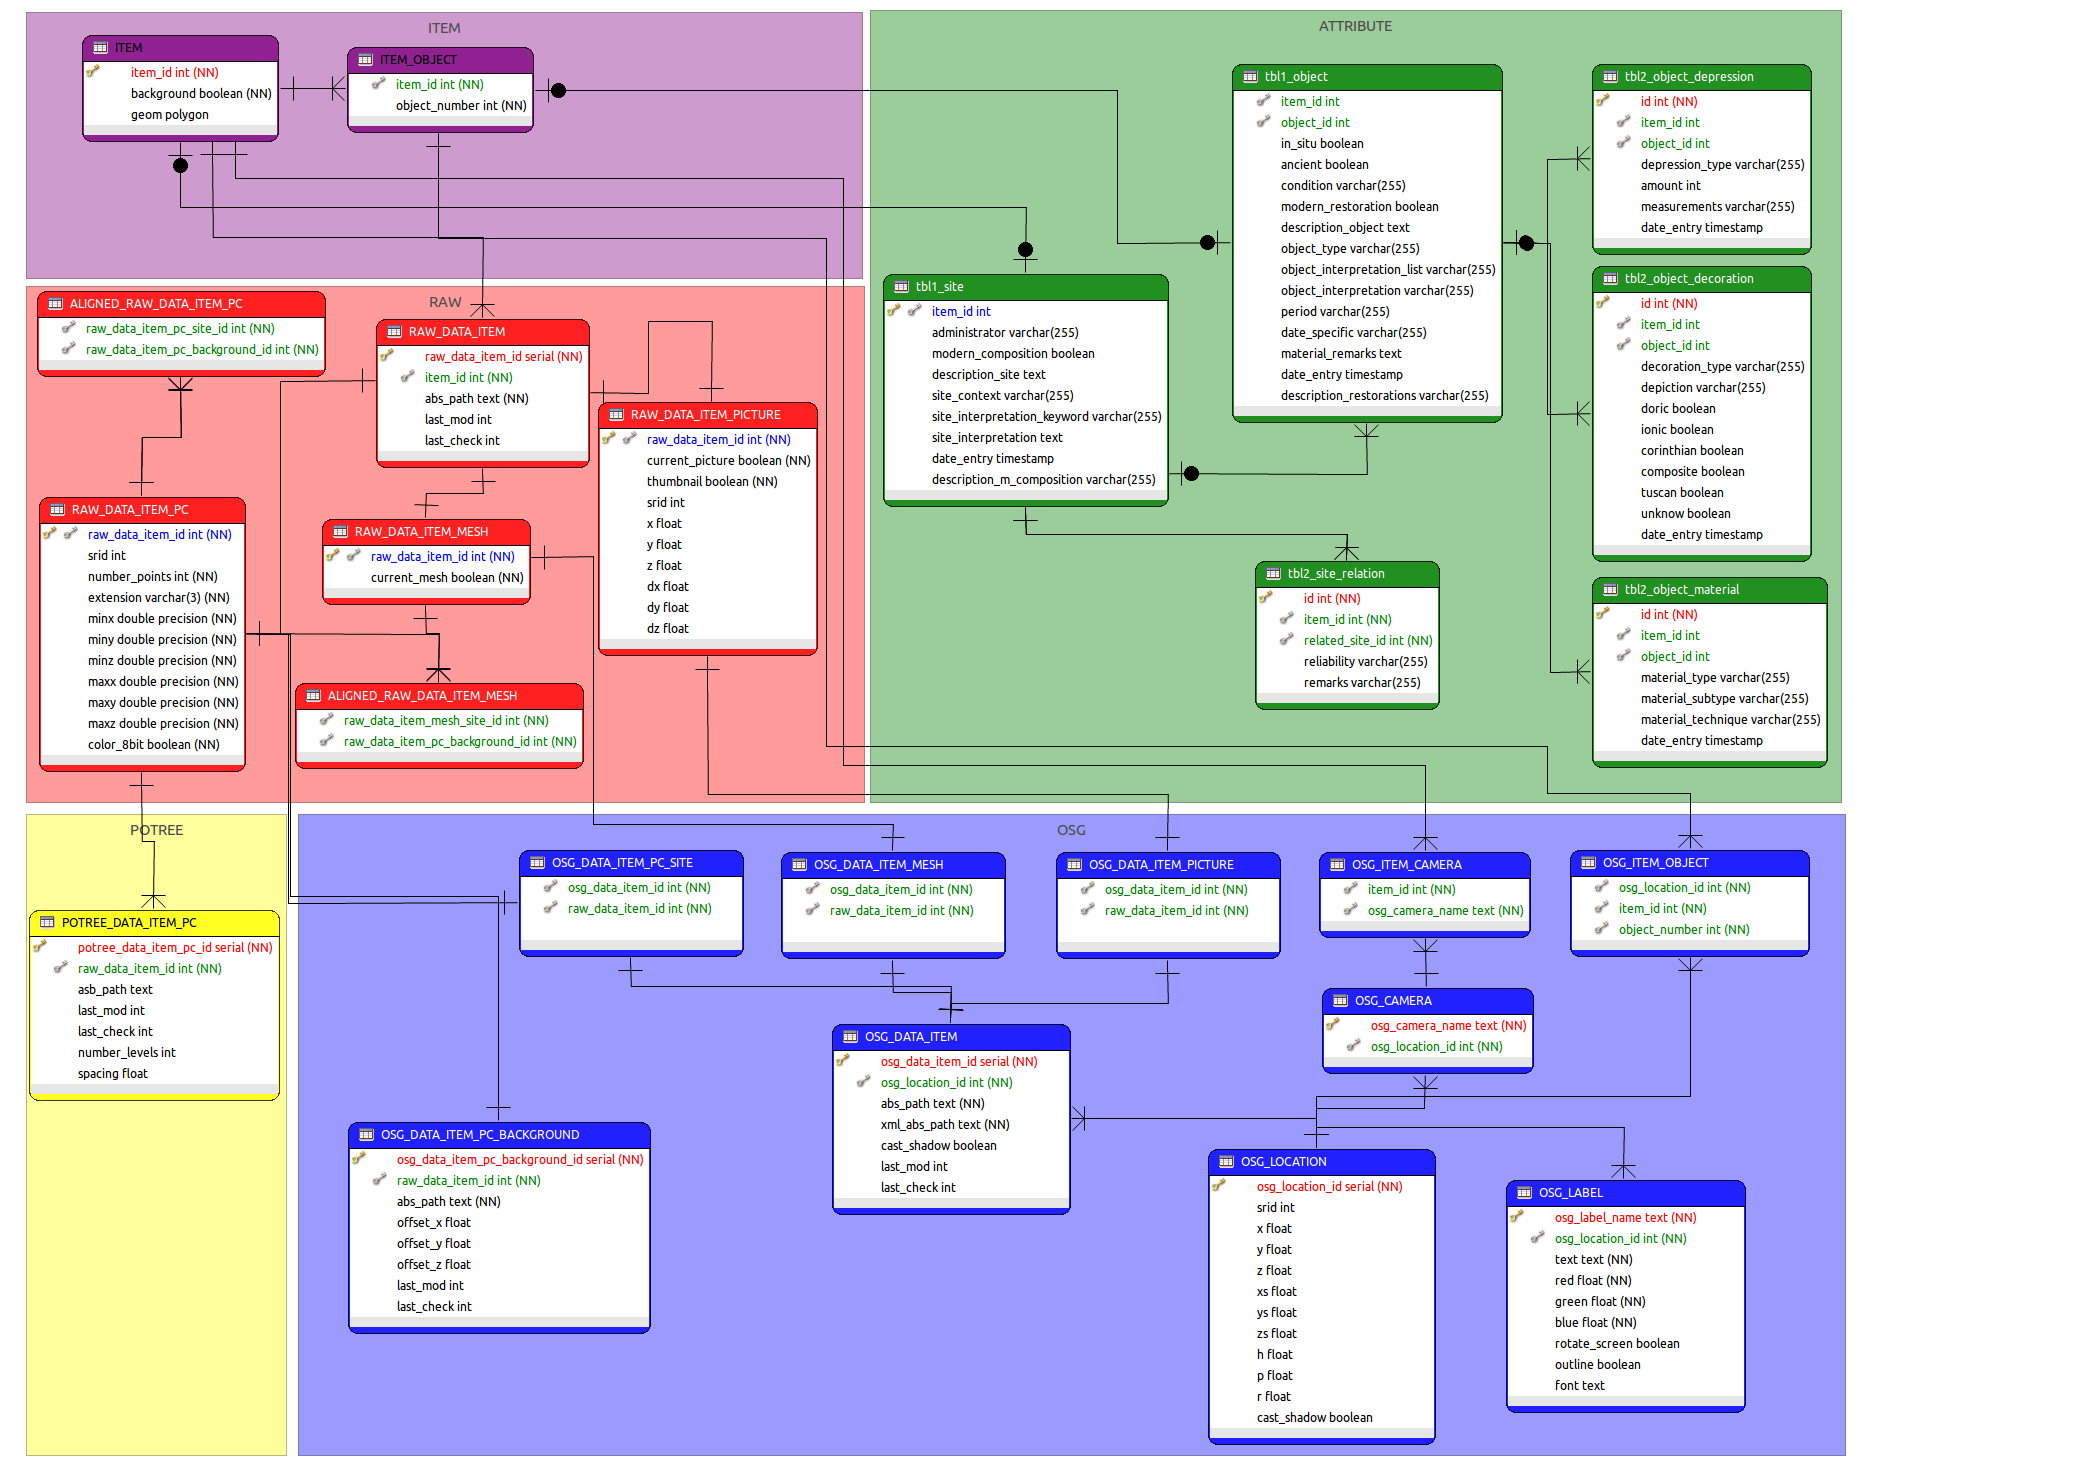 ITEM
ITEM
item_id int (NN)
background boolean (NN)
geom polygon
ITEM_OBJECT
item_id int (NN)
object_number int (NN)
ATTRIBUTE
tbl1_object
item_id int
object_id int
in_situ boolean
ancient boolean
condition varchar(255)
modern_restoration boolean
description_object text
object_type varchar(255)
object_interpretation_list varchar(255)
object_interpretation varchar(255)
period varchar(255)
date_specific varchar(255)
material_remarks text
date_entry timestamp
description_restorations varchar(255)
tbl2_object_depression
id int (NN)
item_id int
object_id int
depression_type varchar(255)
amount int
measurements varchar(255)
date_entry timestamp
tbl2_object_decoration
id int (NN)
item_id int
object_id int
decoration_type varchar(255)
depiction varchar(255)
doric boolean
ionic boolean
corinthian boolean
composite boolean
tuscan boolean
unknow boolean
date_entry timestamp
tbl1_site
item_id int
administrator varchar(255)
modern_composition boolean
description_site text
site_context varchar(255)
site_interpretation_keyword varchar(255)
site_interpretation text
date_entry timestamp
description_m_composition varchar(255)
tbl2_site_relation
id int (NN)
item_id int (NN)
related_site_id int (NN)
reliability varchar(255)
remarks varchar(255)
tbl2_object_material
id int (NN)
item_id int
object_id int
material_type varchar(255)
material_subtype varchar(255)
material_technique varchar(255)
date_entry timestamp
RAW
ALIGNED_RAW_DATA_ITEM_PC
raw_data_item_pc_site_id int (NN)
raw_data_item_pc_background_id int (NN)
RAW_DATA_ITEM
raw_data_item_id serial (NN)
item_id int (NN)
abs_path text (NN)
last_mod int
last_check int
RAW_DATA_ITEM_PICTURE
raw_data_item_id int (NN)
current_picture boolean (NN)
thumbnail boolean (NN)
srid int
x float
y float
z float
dx float
dy float
dz float
RAW_DATA_ITEM_PC
raw_data_item_id int (NN)
srid int
number_points int (NN)
extension varchar(3) (NN)
minx double precision (NN)
miny double precision (NN)
minz double precision (NN)
maxx double precision (NN)
maxy double precision (NN)
maxz double precision (NN)
color_8bit boolean (NN)
RAW_DATA_ITEM_MESH
raw_data_item_id int (NN)
current_mesh boolean (NN)
ALIGNED_RAW_DATA_ITEM_MESH
raw_data_item_mesh_site_id int (NN)
raw_data_item_pc_background_id int (NN)
POTREE
POTREE_DATA_ITEM_PC
potree_data_item_pc_id serial (NN)
raw_data_item_id int (NN)
asb_path text
last_mod int
last_check int
number_levels int
spacing float
OSG
OSG_DATA_ITEM_PC_SITE
osg_data_item_id int (NN)
raw_data_item_id int (NN)
OSG_DATA_ITEM_MESH
osg_data_item_id int (NN)
raw_data_item_id int (NN)
OSG_DATA_ITEM_PICTURE
osg_data_item_id int (NN)
raw_data_item_id int (NN)
OSG_ITEM_CAMERA
item_id int (NN)
osg_camera_name text (NN)
OSG_ITEM_OBJECT
osg_location_id int (NN)
item_id int (NN)
object_number int (NN)
OSG_CAMERA
osg_camera_name text (NN)
osg_location_id int (NN)
OSG_DATA_ITEM
osg_data_item_id serial (NN)
osg_location_id int (NN)
abs_path text (NN)
xml_abs_path text (NN)
cast_shadow boolean
last_mod int
last_check int
OSG_DATA_ITEM_PC_BACKGROUND
osg_data_item_pc_background_id serial (NN)
raw_data_item_id int (NN)
abs_path text (NN)
offset_x float
offset_y float
offset_z float
last_mod int
last_check int
OSG_LOCATION
osg_location_id serial (NN)
srid int
x float
y float
z float
xs float
ys float
zs float
h float
p float
r float
cast_shadow boolean
OSG_LABEL
osg_label_name text (NN)
osg_location_id int (NN)
text text (NN)
red float (NN)
green float (NN)
blue float (NN)
rotate_screen boolean
outline boolean
font text